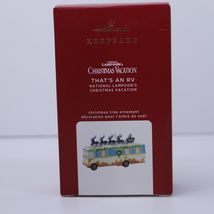 Hallmark
KEEPSAKE
NATIONAL
LAMPOON'S
CHRISTMAS VACATION
THAT'S AN RV
NATIONAL LAMPOON'S
CHRISTMAS VACATION
christmas tree ornament
décoration pour l'arbre de noël